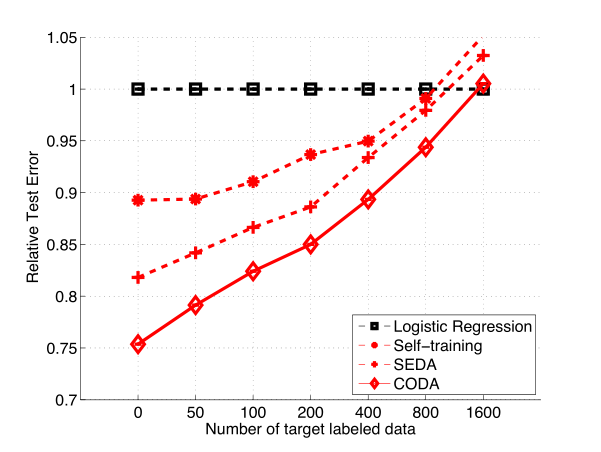 1.05
1
0.95
0.9
0.85
0.8
0.75
0.7
Relative Test Error
0 50 100 200 400 800 1600
Number of target labeled data
Logistic Regression
Self−training
SEDA
CODA